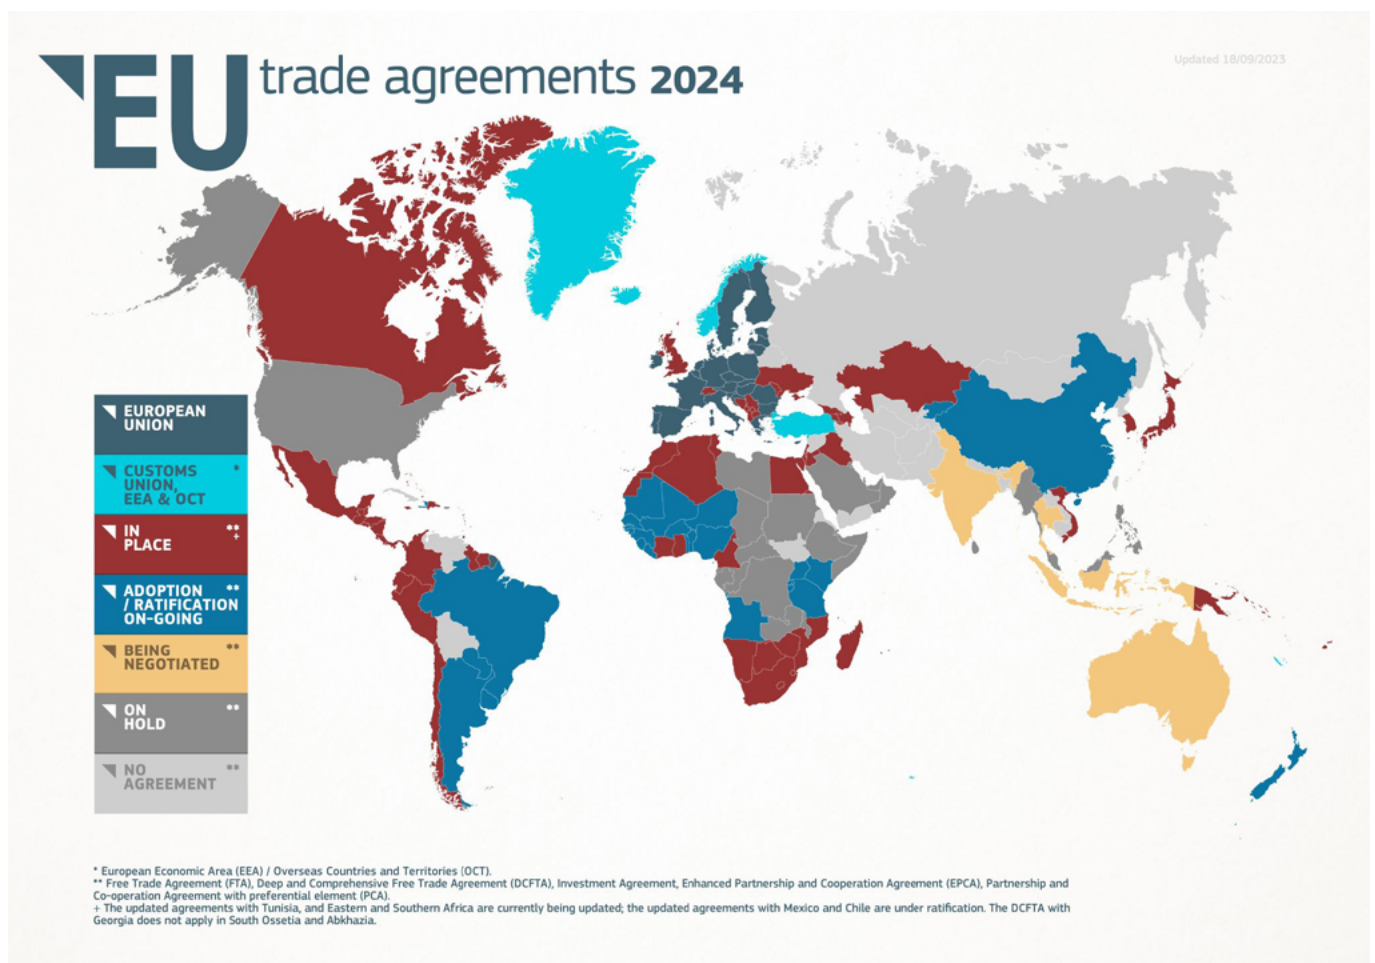 EU trade agreements 2024
Updated 18/09/2023
EUROPEAN
UNION
CUSTOMS *
UNION,
EEA & OCT
IN **
PLACE +
ADOPTION **
/ RATIFICATION
ON-GOING
BEING **
NEGOTIATED
ON **
HOLD
NO **
AGREEMENT
* European Economic Area (EEA) / Overseas Countries and Territories (OCT).
** Free Trade Agreement (FTA), Deep and Comprehensive Free Trade Agreement (DCFTA), Investment Agreement, Enhanced Partnership and Cooperation Agreement (EPCA), Partnership and
Co-operation Agreement with preferential element (PCA).
+ The updated agreements with Tunisia, and Eastern and Southern Africa are currently being updated; the updated agreements with Mexico and Chile are under ratification. The DCFTA with
Georgia does not apply in South Ossetia and Abkhazia.